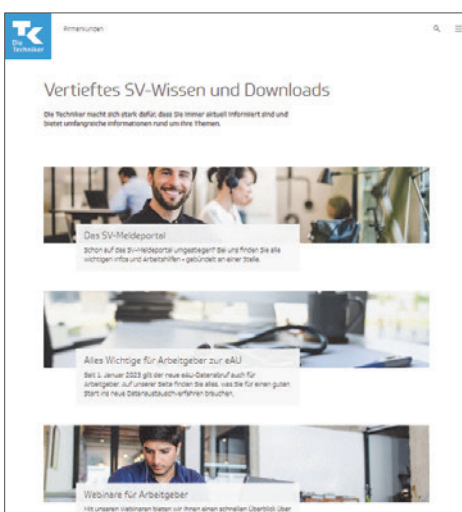 Die
Techniker
Firmenkunden
Vertieftes SV-Wissen und Downloads
Die Techniker macht sich stark dafür, dass Sie immer aktuell informiert sind und
bietet umfangreiche Informationen rund um Ihre Themen.
Das SV-Meldeportal
Schon auf das SV-Meldeportal umgestiegen? Bei uns finden Sie alle
wichtigen Infos und Arbeitshilfen – gebündelt an einer Stelle.
Alles Wichtige für Arbeitgeber zur eAU
Seit 1. Januar 2023 gilt der neue eAU-Datenabruf auch für
Arbeitgeber. Auf unserer Seite finden Sie alles, was Sie für einen guten
Start ins neue Datenaustauschverfahren brauchen.
Webinare für Arbeitgeber
Mit unseren Webinaren bieten wir Ihnen einen schnellen Überblick über